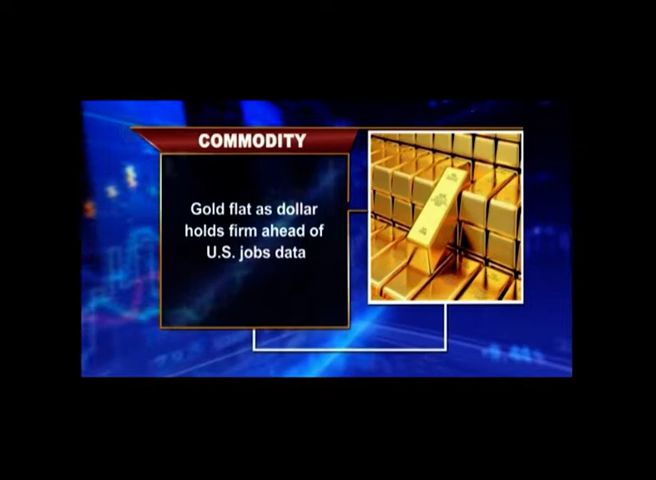 COMMODITY
Gold flat as dollar
holds firm ahead of
U.S. jobs data